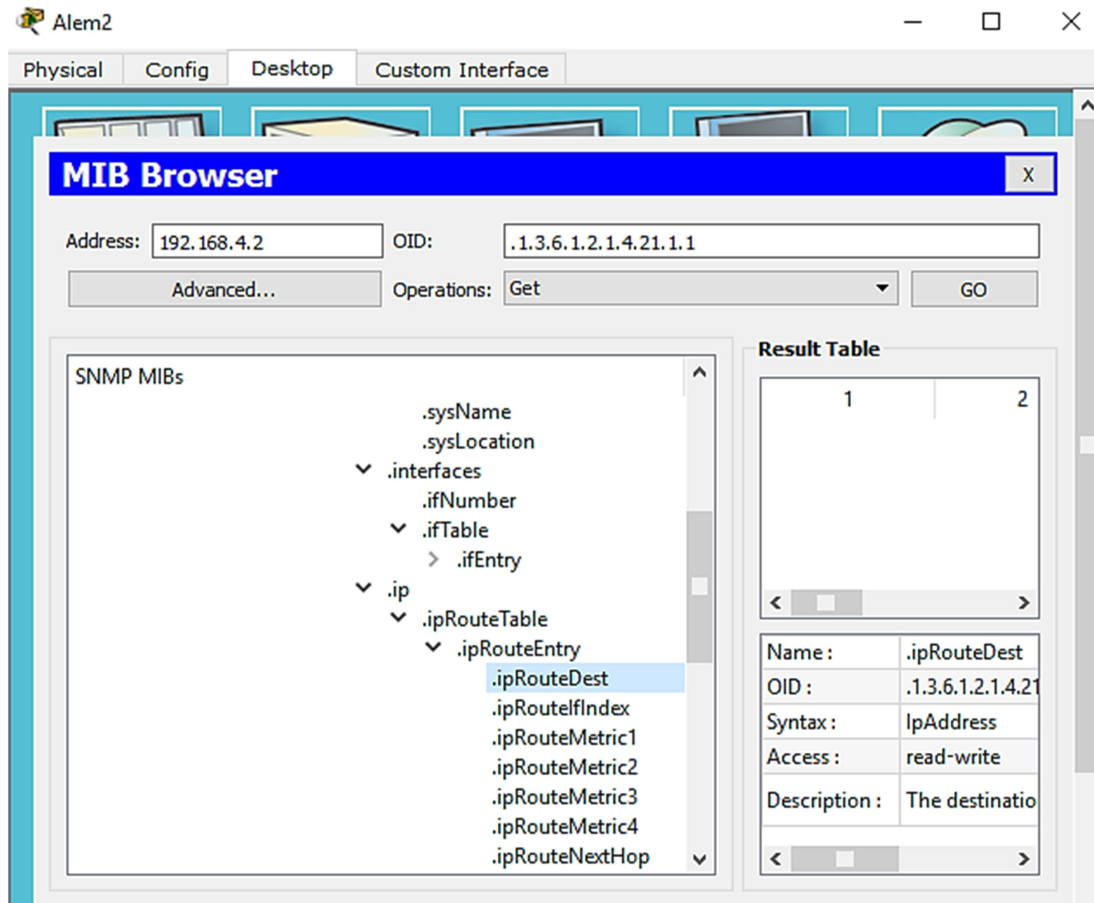 Alem2
Physical Config Desktop Custom Interface
MIB Browser X
Address: 192.168.4.2 OID: .1.3.6.1.2.1.4.21.1.1
Advanced... Operations: Get GO
SNMP MIBs
.sysName
.sysLocation
.interfaces
.ifNumber
.ifTable
.ifEntry
.ip
.ipRouteTable
.ipRouteEntry
.ipRouteDest
.ipRouteIfIndex
.ipRouteMetric1
.ipRouteMetric2
.ipRouteMetric3
.ipRouteMetric4
.ipRouteNextHop
Result Table
1 2
Name : .ipRouteDest
OID : .1.3.6.1.2.1.4.21
Syntax : IpAddress
Access : read-write
Description : The destinatio